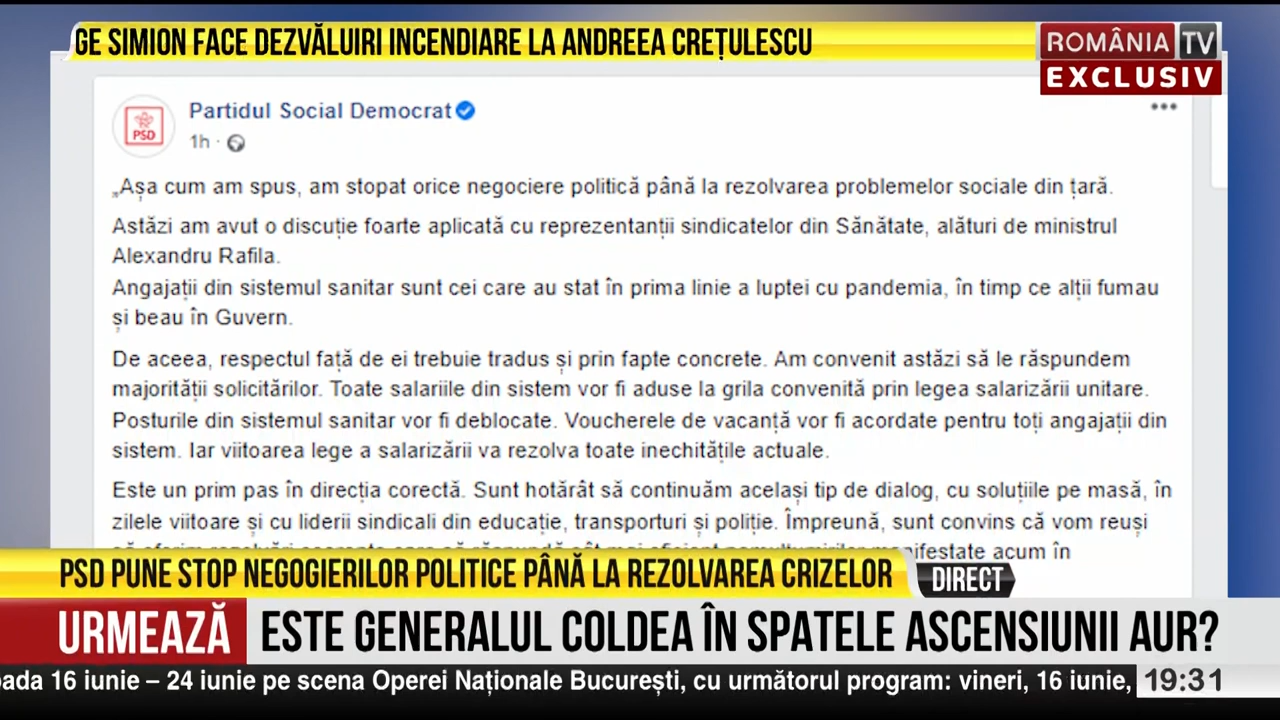 GE SIMION FACE DEZVĂLUIRI INCENDIARE LA ANDREEA CREȚULESCU
ROMÂNIA TV
EXCLUSIV
Partidul Social Democrat
PSD
1h ·
„Așa cum am spus, am stopat orice negociere politică până la rezolvarea problemelor sociale din țară.
Astăzi am avut o discuție foarte aplicată cu reprezentanții sindicatelor din Sănătate, alături de ministrul
Alexandru Rafila.
Angajații din sistemul sanitar sunt cei care au stat în prima linie a luptei cu pandemia, în timp ce alții fumau
și beau în Guvern.
De aceea, respectul față de ei trebuie tradus și prin fapte concrete. Am convenit astăzi să le răspundem
majorității solicitărilor. Toate salariile din sistem vor fi aduse la grila convenită prin legea salarizării unitare.
Posturile din sistemul sanitar vor fi deblocate. Voucherele de vacanță vor fi acordate pentru toți angajații din
sistem. Iar viitoarea lege a salarizării va rezolva toate inechitățile actuale.
Este un prim pas în direcția corectă. Sunt hotărât să continuăm același tip de dialog, cu soluțiile pe masă, în
zilele viitoare și cu liderii sindicali din educație, transporturi și poliție. Împreună, sunt convins că vom reuși
manifestate acum în
PSD PUNE STOP NEGOGIERILOR POLITICE PÂNĂ LA REZOLVAREA CRIZELOR
DIRECT
URMEAZĂ
ESTE GENERALUL COLDEA ÎN SPATELE ASCENSIUNII AUR?
oada 16 iunie – 24 iunie pe scena Operei Naționale București, cu următorul program: vineri, 16 iunie,
19:31